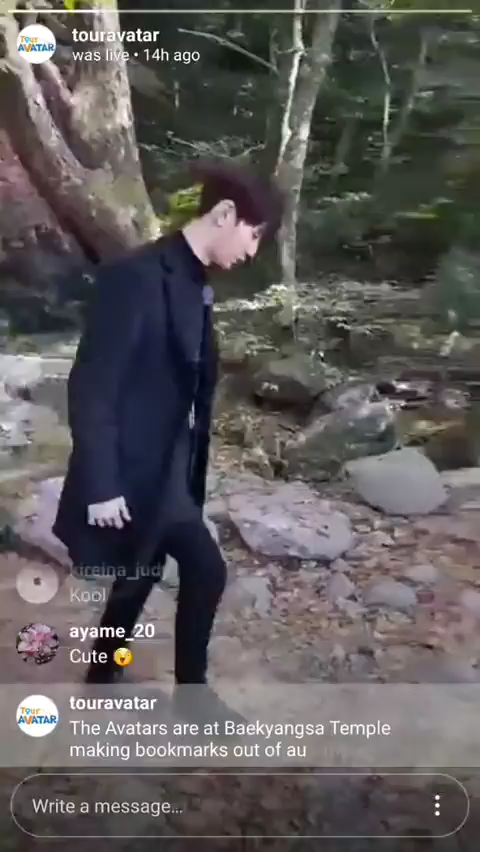 Tour
AVATAR
touravatar
was live • 14h ago
kireina_jud
Kool
ayame_20
Cute 😲
Tour
AVATAR
touravatar
The Avatars are at Baekyangsa Temple
making bookmarks out of au
Write a message...